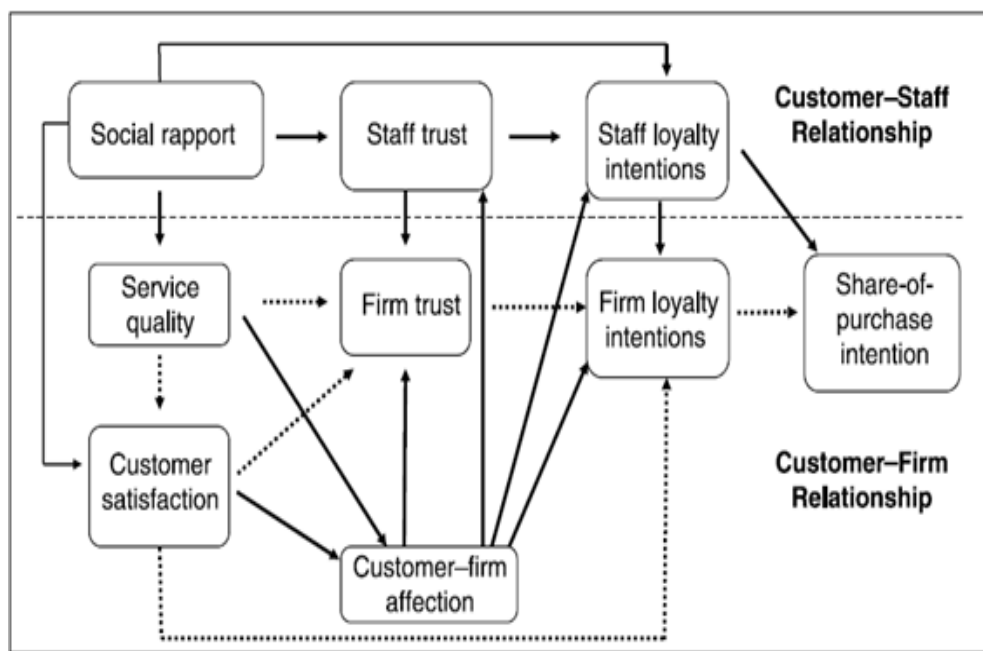 Customer–Staff
Relationship
Social rapport
Staff trust
Staff loyalty
intentions
Service
quality
Firm trust
Firm loyalty
intentions
Share-of-
purchase
intention
Customer
satisfaction
Customer–Firm
Relationship
Customer–firm
affection